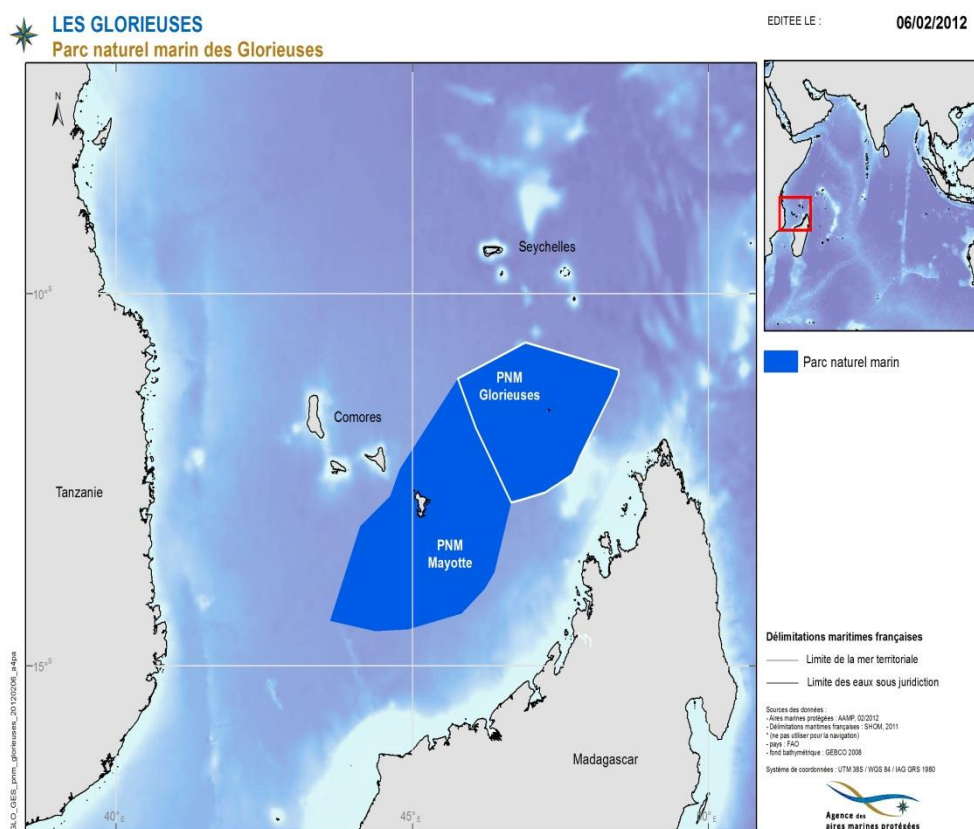 LES GLORIEUSES
Parc naturel marin des Glorieuses
EDITEE LE :
06/02/2012
N
Seychelles
10°S
PNM
Glorieuses
Comores
Tanzanie
PNM
Mayotte
15°S
Madagascar
40°E
45°E
GLO_GES_pnm_glorieuses_20120206_a4pa
Parc naturel marin
Délimitations maritimes françaises
Limite de la mer territoriale
Limite des eaux sous juridiction
Sources des données :
- Aires marines protégées : AAMP, 02/2012
- Délimitations maritimes françaises : SHOM, 2011
* (ne pas utiliser pour la navigation)
- pays : FAO
- fond bathymétrique : GEBCO 2008
Système de coordonnées : UTM 38S / WGS 84 / IAG GRS 1980
Agence des
aires marines protégées